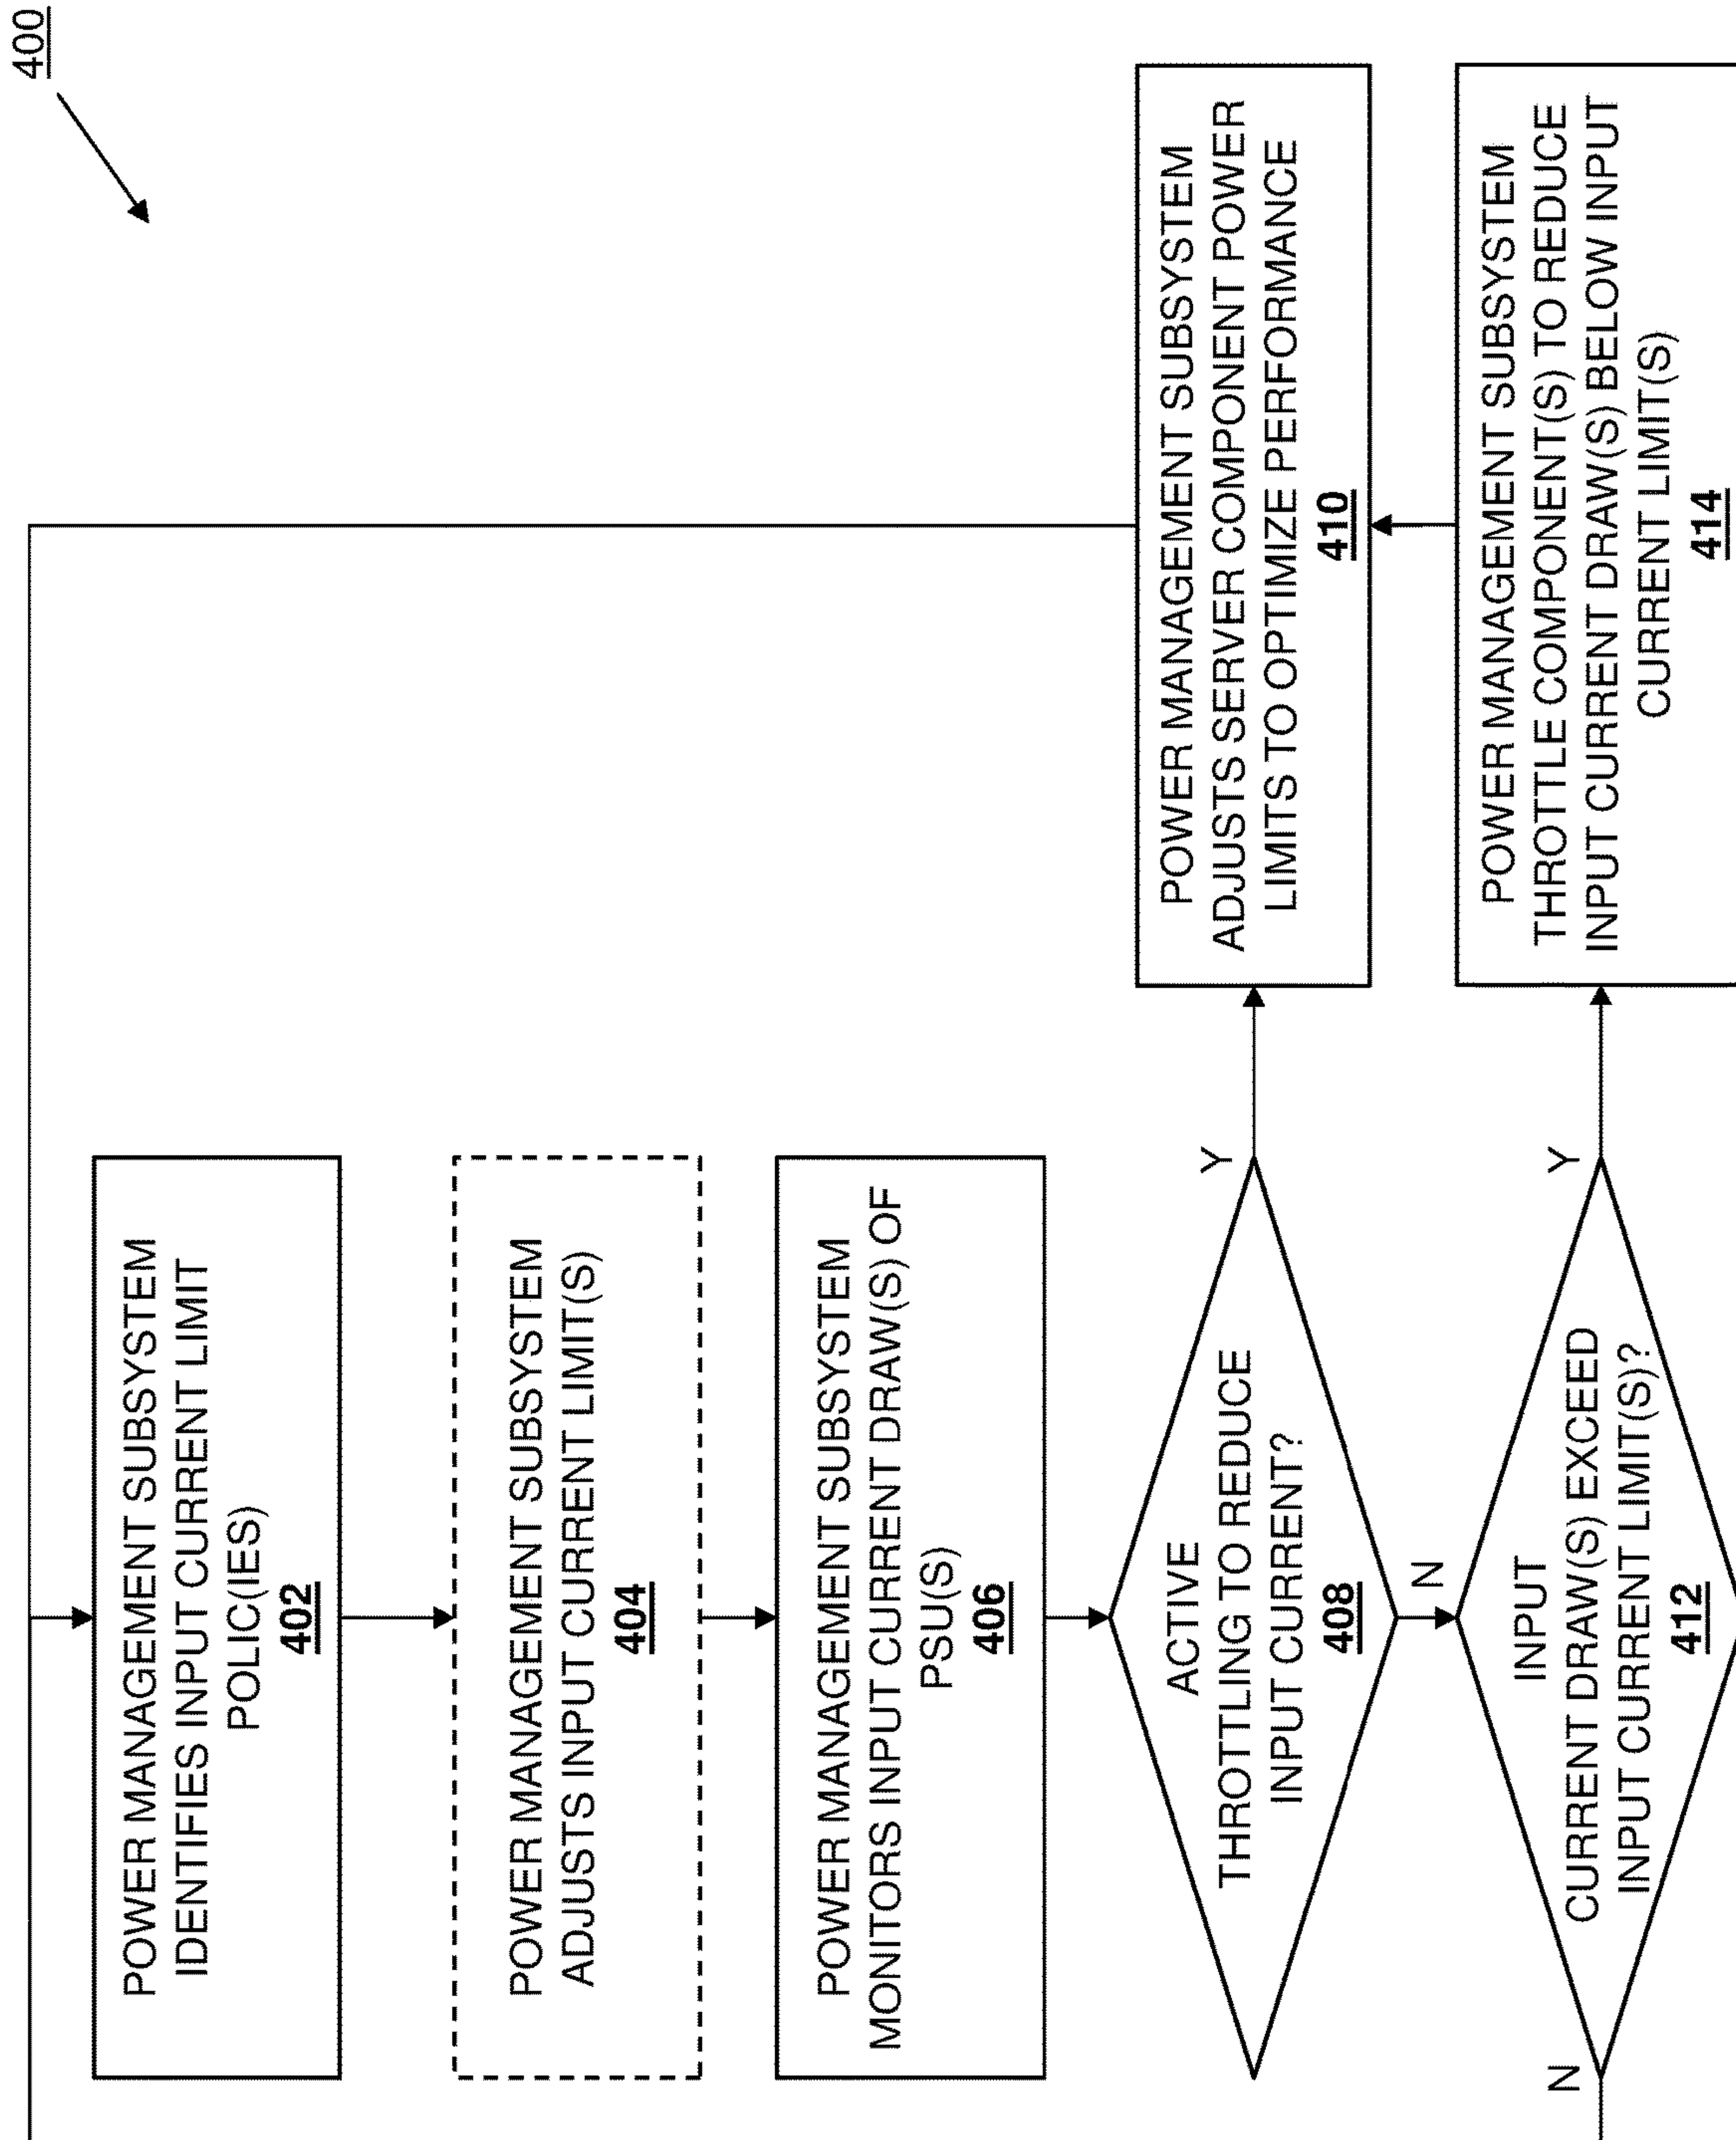 400
POWER MANAGEMENT SUBSYSTEM
IDENTIFIES INPUT CURRENT LIMIT
POLIC(IES)
402
POWER MANAGEMENT SUBSYSTEM
ADJUSTS INPUT CURRENT LIMIT(S)
404
POWER MANAGEMENT SUBSYSTEM
MONITORS INPUT CURRENT DRAW(S) OF
PSU(S)
406
ACTIVE
THROTTLING TO REDUCE
INPUT CURRENT?
408
Y
N
POWER MANAGEMENT SUBSYSTEM
ADJUSTS SERVER COMPONENT POWER
LIMITS TO OPTIMIZE PERFORMANCE
410
N
INPUT
CURRENT DRAW(S) EXCEED
INPUT CURRENT LIMIT(S)?
412
Y
POWER MANAGEMENT SUBSYSTEM
THROTTLE COMPONENT(S) TO REDUCE
INPUT CURRENT DRAW(S) BELOW INPUT
CURRENT LIMIT(S)
414